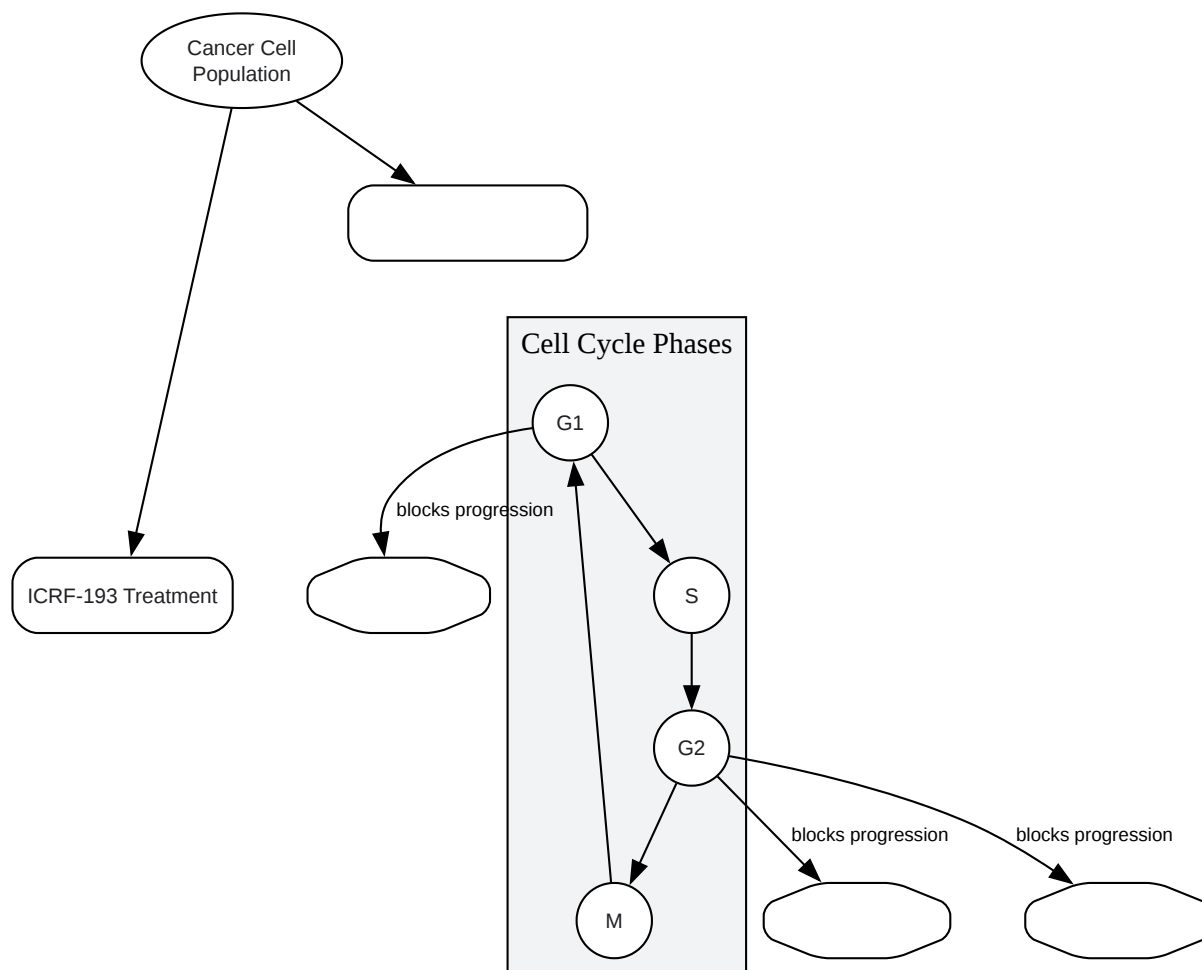 Cancer Cell
Population
Cell Cycle Phases
G1
blocks progression
ICRF-193 Treatment
S
G2
blocks progression
blocks progression
M